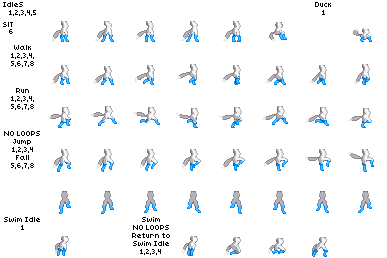 IdleS
1,2,3,4,5
Duck
1
SIT
6
Walk
1,2,3,4,
5,6,7,8
Run
1,2,3,4,
5,6,7,8
NO LOOPS
Jump
1,2,3,4
Fall
5,6,7,8
Swim Idle
1
Swim
NO LOOPS
Return to
Swim Idle
1,2,3,4